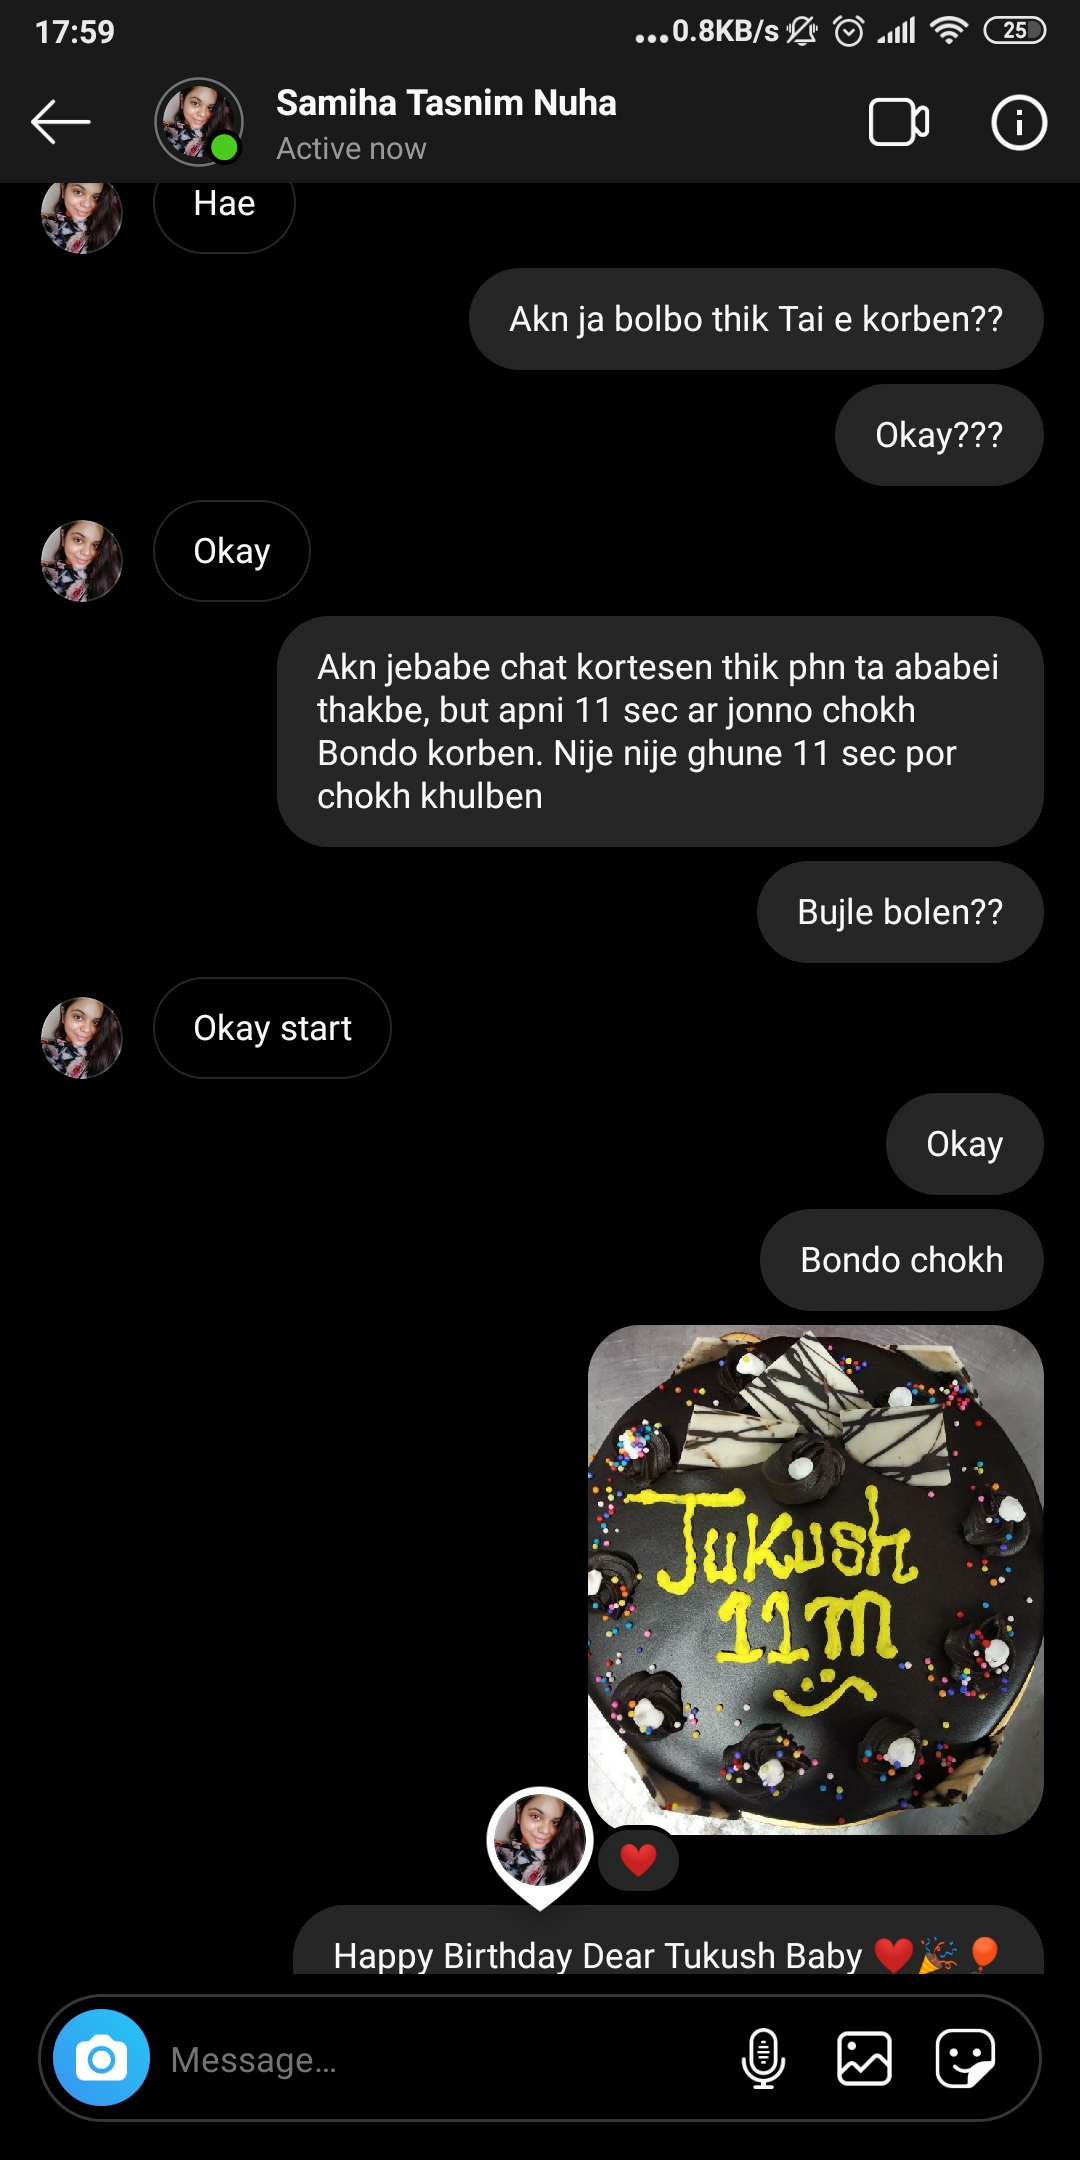 17:59
...0.8KB/s
25
Samiha Tasnim Nuha
Active now
Hae
Akn ja bolbo thik Tai e korben??
Okay???
Okay
Akn jebabe chat kortesen thik phn ta ababei
thakbe, but apni 11 sec ar jonno chokh
Bondo korben. Nije nije ghune 11 sec por
chokh khulben
Bujle bolen??
Okay start
Okay
Bondo chokh
Tukush
11m
Happy Birthday Dear Tukush Baby ❤️🎉🎈
Message...